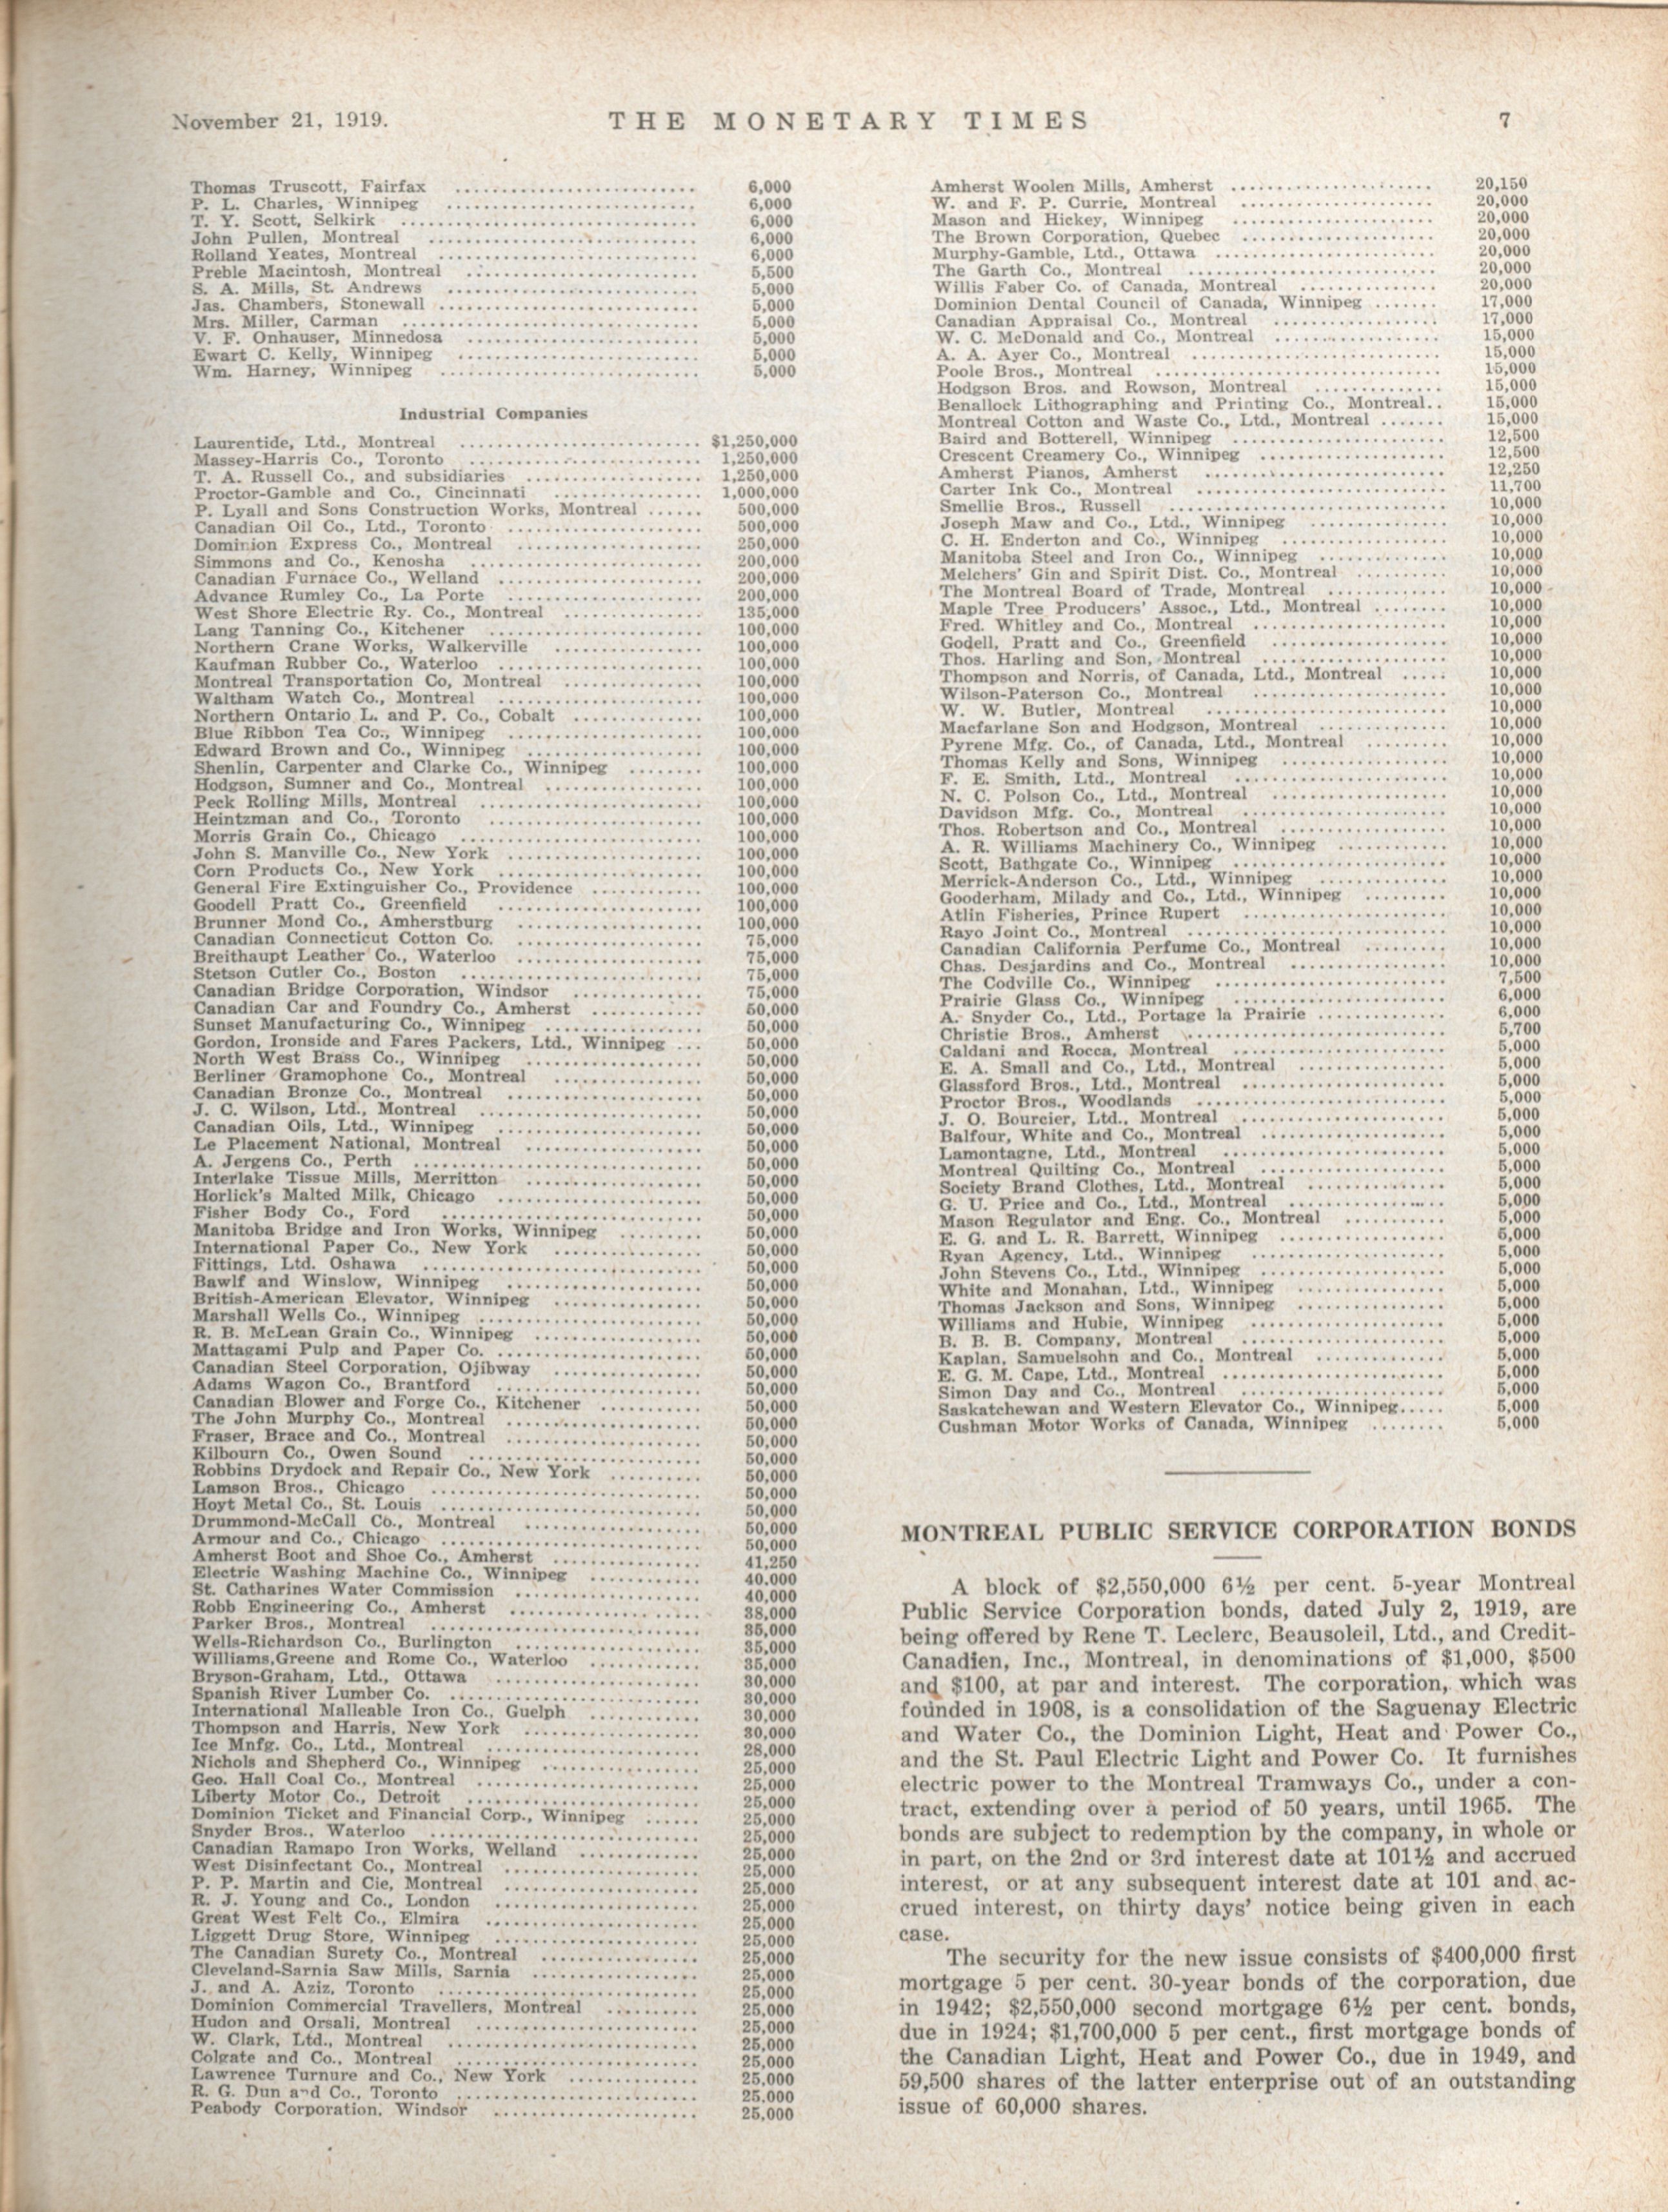 November 21, 1919. THE MONETARY TIMES 7
Thomas Truscott, Fairfax .......................... 6,000
P. L. Charles, Winnipeg .......................... 6,000
T. Y. Scott, Selkirk .......................... 6,000
John Pullen, Montreal .......................... 6,000
Rolland Yeates, Montreal .......................... 6,000
Preble Macintosh, Montreal .......................... 5,500
S. A. Mills, St. Andrews .......................... 5,000
Jas. Chambers, Stonewall .......................... 5,000
Mrs. Miller, Carman .......................... 5,000
V. F. Onhauser, Minnedosa .......................... 5,000
Ewart C. Kelly, Winnipeg .......................... 5,000
Wm. Harney, Winnipeg .......................... 5,000
Industrial Companies
Laurentide, Ltd., Montreal .......................... $1,250,000
Massey-Harris Co., Toronto .......................... 1,250,000
T. A. Russell Co., and subsidiaries .................... 1,250,000
Proctor-Gamble and Co., Cincinnati ................ 1,000,000
P. Lyall and Sons Construction Works, Montreal ...... 500,000
Canadian Oil Co., Ltd., Toronto ...................... 500,000
Dominion Express Co., Montreal .................... 250,000
Simmons and Co., Kenosha ........................ 200,000
Canadian Furnace Co., Welland ...................... 200,000
Advance Rumley Co., La Porte ...................... 200,000
West Shore Electric Ry. Co., Montreal ............... 135,000
Lang Tanning Co., Kitchener ....................... 100,000
Northern Crane Works, Walkerville ................ 100,000
Kaufman Rubber Co., Waterloo ...................... 100,000
Montreal Transportation Co, Montreal ............... 100,000
Waltham Watch Co., Montreal ...................... 100,000
Northern Ontario L. and P. Co., Cobalt .............. 100,000
Blue Ribbon Tea Co., Winnipeg ..................... 100,000
Edward Brown and Co., Winnipeg ................... 100,000
Shenlin, Carpenter and Clarke Co., Winnipeg ........ 100,000
Hodgson, Sumner and Co., Montreal ................. 100,000
Peck Rolling Mills, Montreal ........................ 100,000
Heintzman and Co., Toronto ....................... 100,000
Morris Grain Co., Chicago .......................... 100,000
John S. Manville Co., New York ..................... 100,000
Corn Products Co., New York ...................... 100,000
General Fire Extinguisher Co., Providence ............ 100,000
Goodell Pratt Co., Greenfield ...................... 100,000
Brunner Mond Co., Amherstburg .................... 100,000
Canadian Connecticut Cotton Co. .................... 75,000
Breithaupt Leather Co., Waterloo .................... 75,000
Stetson Cutler Co., Boston .......................... 75,000
Canadian Bridge Corporation, Windsor .............. 75,000
Canadian Car and Foundry Co., Amherst ............ 50,000
Sunset Manufacturing Co., Winnipeg ................. 50,000
Gordon, Ironside and Fares Packers, Ltd., Winnipeg ... 50,000
North West Brass Co., Winnipeg ................... 50,000
Berliner Gramophone Co., Montreal ................ 50,000
Canadian Bronze Co., Montreal ..................... 50,000
J. C. Wilson, Ltd., Montreal ........................ 50,000
Canadian Oils, Ltd., Winnipeg ...................... 50,000
Le Placement National, Montreal ................... 50,000
A. Jergens Co., Perth .............................. 50,000
Interlake Tissue Mills, Merritton ................... 50,000
Horlick's Malted Milk, Chicago ...................... 50,000
Fisher Body Co., Ford ............................ 50,000
Manitoba Bridge and Iron Works, Winnipeg ......... 50,000
International Paper Co., New York ................ 50,000
Fittings, Ltd. Oshawa .............................. 50,000
Bawlf and Winslow, Winnipeg ..................... 50,000
British-American Elevator, Winnipeg ................ 50,000
Marshall Wells Co., Winnipeg ........................ 50,000
R. B. McLean Grain Co., Winnipeg .................. 50,000
Mattagami Pulp and Paper Co. ....................... 50,000
Canadian Steel Corporation, Ojibway ................ 50,000
Adams Wagon Co., Brantford ...................... 50,000
Canadian Blower and Forge Co., Kitchener ........... 50,000
The John Murphy Co., Montreal ..................... 50,000
Fraser, Brace and Co., Montreal ..................... 50,000
Kilbourn Co., Owen Sound ........................ 50,000
Robbins Drydock and Repair Co., New York .......... 50,000
Lamson Bros., Chicago ............................ 50,000
Hoyt Metal Co., St. Louis .......................... 50,000
Drummond-McCall Co., Montreal ................... 50,000
Armour and Co., Chicago .......................... 50,000
Amherst Boot and Shoe Co., Amherst ................ 41,250
Electric Washing Machine Co., Winnipeg ............ 40,000
St. Catharines Water Commission .................... 40,000
Robb Engineering Co., Amherst ..................... 38,000
Parker Bros., Montreal ............................ 35,000
Wells-Richardson Co., Burlington .................... 35,000
Williams, Greene and Rome Co., Waterloo ............ 35,000
Bryson-Graham, Ltd., Ottawa ...................... 30,000
Spanish River Lumber Co. .......................... 30,000
International Malleable Iron Co., Guelph ............ 30,000
Thompson and Harris, New York ................... 30,000
Ice Mnfg. Co., Ltd., Montreal ....................... 28,000
Nichols and Shepherd Co., Winnipeg ................. 25,000
Geo. Hall Coal Co., Montreal ........................ 25,000
Liberty Motor Co., Detroit ......................... 25,000
Dominion Ticket and Financial Corp., Winnipeg ...... 25,000
Snyder Bros., Waterloo ............................ 25,000
Canadian Ramapo Iron Works, Welland ............. 25,000
West Disinfectant Co., Montreal ..................... 25,000
P. P. Martin and Cie, Montreal ..................... 25,000
R. J. Young and Co., London ...................... 25,000
Great West Felt Co., Elmira ....................... 25,000
Liggett Drug Store, Winnipeg ...................... 25,000
The Canadian Surety Co., Montreal ................. 25,000
Cleveland-Sarnia Saw Mills, Sarnia .................. 25,000
J. and A. Aziz, Toronto ............................ 25,000
Dominion Commercial Travellers, Montreal .......... 25,000
Hudon and Orsali, Montreal ........................ 25,000
W. Clark, Ltd., Montreal ........................... 25,000
Colgate and Co., Montreal .......................... 25,000
Lawrence Turnure and Co., New York .............. 25,000
R. G. Dun and Co., Toronto .......................... 25,000
Peabody Corporation, Windsor ...................... 25,000
Amherst Woolen Mills, Amherst ...................... 20,150
W. and F. P. Currie, Montreal ..................... 20,000
Mason and Hickey, Winnipeg ...................... 20,000
The Brown Corporation, Quebec ..................... 20,000
Murphy-Gamble, Ltd., Ottawa ........................ 20,000
The Garth Co., Montreal ........................... 20,000
Willis Faber Co. of Canada, Montreal ............... 20,000
Dominion Dental Council of Canada, Winnipeg ....... 17,000
Canadian Appraisal Co., Montreal .................. 17,000
W. C. McDonald and Co., Montreal .................. 15,000
A. A. Ayer Co., Montreal ........................... 15,000
Poole Bros., Montreal .............................. 15,000
Hodgson Bros. and Rowson, Montreal .............. 15,000
Benallock Lithographing and Printing Co., Montreal.. 15,000
Montreal Cotton and Waste Co., Ltd., Montreal ....... 15,000
Baird and Botterell, Winnipeg ....................... 12,500
Crescent Creamery Co., Winnipeg .................... 12,500
Amherst Pianos, Amherst .......................... 12,250
Carter Ink Co., Montreal ........................... 11,700
Smellie Bros., Russell .............................. 10,000
Joseph Maw and Co., Ltd., Winnipeg ............... 10,000
C. H. Enderton and Co., Winnipeg .................. 10,000
Manitoba Steel and Iron Co., Winnipeg .............. 10,000
Melchers' Gin and Spirit Dist. Co., Montreal .......... 10,000
The Montreal Board of Trade, Montreal ............. 10,000
Maple Tree Producers' Assoc., Ltd., Montreal ........ 10,000
Fred. Whitley and Co., Montreal ..................... 10,000
Godell, Pratt and Co., Greenfield ................... 10,000
Thos. Harling and Son, Montreal .................... 10,000
Thompson and Norris, of Canada, Ltd., Montreal ..... 10,000
Wilson-Paterson Co., Montreal ..................... 10,000
W. W. Butler, Montreal .......................... 10,000
Macfarlane Son and Hodgson, Montreal .............. 10,000
Pyrene Mfg. Co., of Canada, Ltd., Montreal ......... 10,000
Thomas Kelly and Sons, Winnipeg .................. 10,000
F. E. Smith, Ltd., Montreal ....................... 10,000
N. C. Polson Co., Ltd., Montreal ................... 10,000
Davidson Mfg. Co., Montreal ...................... 10,000
Thos. Robertson and Co., Montreal .................. 10,000
A. R. Williams Machinery Co., Winnipeg ............ 10,000
Scott, Bathgate Co., Winnipeg ....................... 10,000
Merrick-Anderson Co., Ltd., Winnipeg .............. 10,000
Gooderham, Milady and Co., Ltd., Winnipeg ......... 10,000
Atlin Fisheries, Prince Rupert ...................... 10,000
Rayo Joint Co., Montreal ............................ 10,000
Canadian California Perfume Co., Montreal ......... 10,000
Chas. Desjardins and Co., Montreal ................. 10,000
The Codville Co., Winnipeg ......................... 7,500
Prairie Glass Co., Winnipeg ....................... 6,000
A. Snyder Co., Ltd., Portage la Prairie .............. 6,000
Christie Bros., Amherst ............................ 5,700
Caldani and Rocca, Montreal ....................... 5,000
E. A. Small and Co., Ltd., Montreal ................ 5,000
Glassford Bros., Ltd., Montreal ...................... 5,000
Proctor Bros., Woodlands ........................... 5,000
J. O. Bourcier, Ltd., Montreal ...................... 5,000
Balfour, White and Co., Montreal .................... 5,000
Lamontagne, Ltd., Montreal ........................ 5,000
Montreal Quilting Co., Montreal .................... 5,000
Society Brand Clothes, Ltd., Montreal ............... 5,000
G. U. Price and Co., Ltd., Montreal ................. 5,000
Mason Regulator and Eng. Co., Montreal ........... 5,000
E. G. and L. R. Barrett, Winnipeg .................. 5,000
Ryan Agency, Ltd., Winnipeg ..................... 5,000
John Stevens Co., Ltd., Winnipeg .................... 5,000
White and Monahan, Ltd., Winnipeg ................ 5,000
Thomas Jackson and Sons, Winnipeg ................ 5,000
Williams and Hubie, Winnipeg ..................... 5,000
B. B. B. Company, Montreal ...................... 5,000
Kaplan, Samuelsohn and Co., Montreal .............. 5,000
E. G. M. Cape, Ltd., Montreal ........................ 5,000
Simon Day and Co., Montreal ...................... 5,000
Saskatchewan and Western Elevator Co., Winnipeg..... 5,000
Cushman Motor Works of Canada, Winnipeg ........ 5,000
MONTREAL PUBLIC SERVICE CORPORATION BONDS
A block of $2,550,000 6½ per cent. 5-year Montreal
Public Service Corporation bonds, dated July 2, 1919, are
being offered by Rene T. Leclerc, Beausoleil, Ltd., and Credit-
Canadien, Inc., Montreal, in denominations of $1,000, $500
and $100, at par and interest. The corporation, which was
founded in 1908, is a consolidation of the Saguenay Electric
and Water Co., the Dominion Light, Heat and Power Co.,
and the St. Paul Electric Light and Power Co. It furnishes
electric power to the Montreal Tramways Co., under a con-
tract, extending over a period of 50 years, until 1965. The
bonds are subject to redemption by the company, in whole or
in part, on the 2nd or 3rd interest date at 101½ and accrued
interest, or at any subsequent interest date at 101 and ac-
crued interest, on thirty days' notice being given in each
case.
The security for the new issue consists of $400,000 first
mortgage 5 per cent. 30-year bonds of the corporation, due
in 1942; $2,550,000 second mortgage 6½ per cent. bonds,
due in 1924; $1,700,000 5 per cent., first mortgage bonds of
the Canadian Light, Heat and Power Co., due in 1949, and
59,500 shares of the latter enterprise out of an outstanding
issue of 60,000 shares.